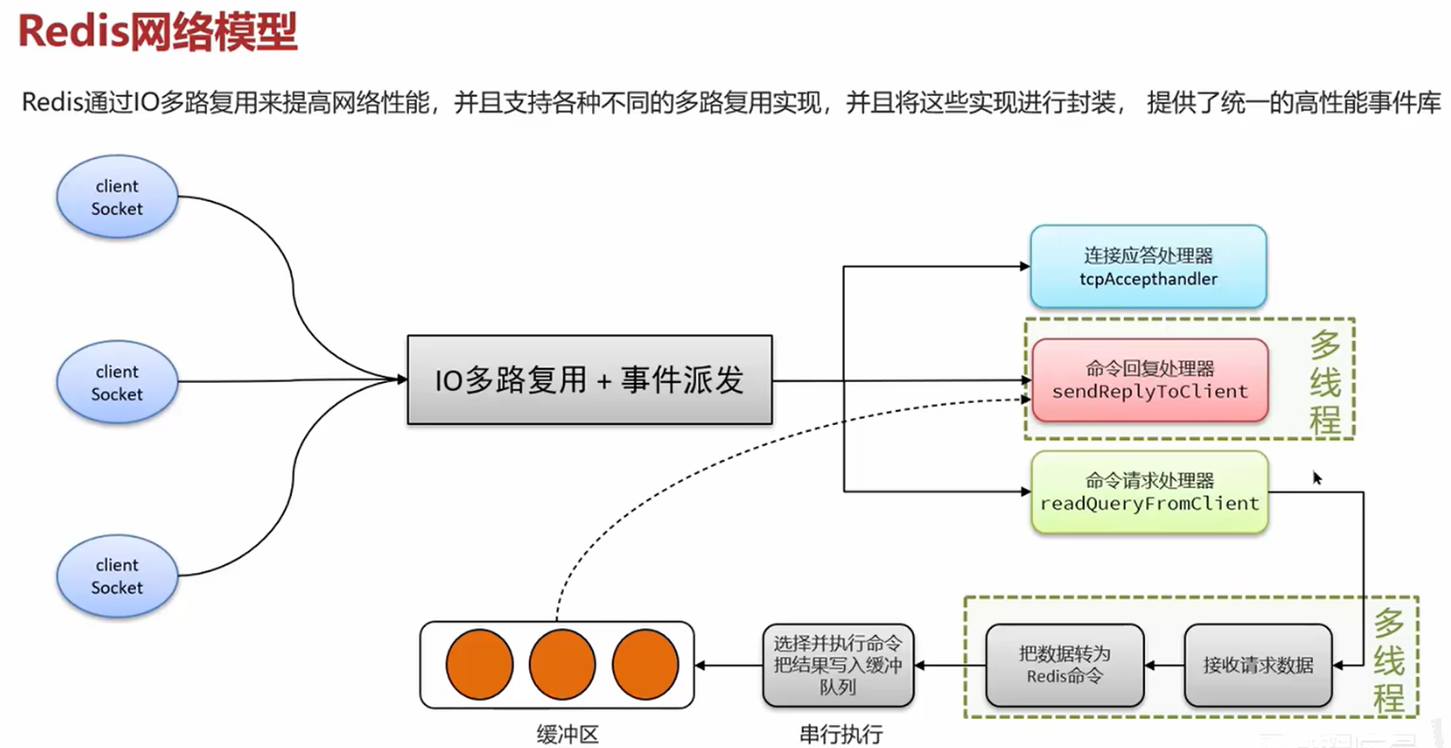 Redis网络模型
Redis通过IO多路复用来提高网络性能，并且支持各种不同的多路复用实现，并且将这些实现进行封装， 提供了统一的高性能事件库
client
Socket
client
Socket
client
Socket
IO多路复用 + 事件派发
连接应答处理器
tcpAccepthandler
命令回复处理器
sendReplyToClient
多
线
程
命令请求处理器
readQueryFromClient
接收请求数据
把数据转为
Redis命令
多
线
程
选择并执行命令
把结果写入缓冲
队列
串行执行
缓冲区